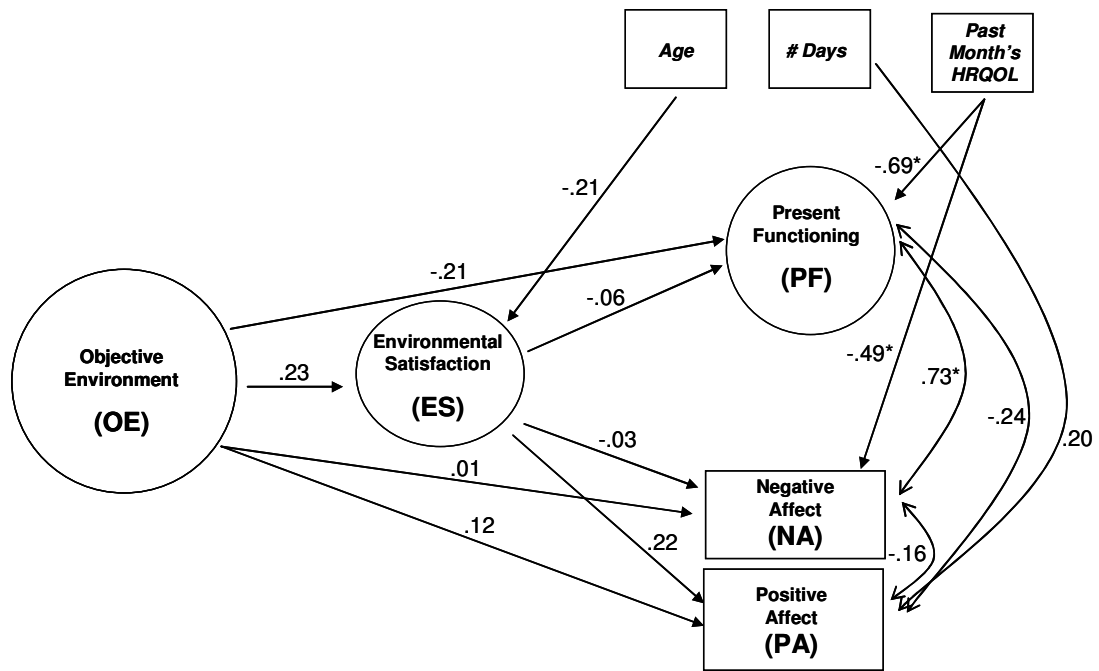 Age
# Days
Past
Month's
HRQOL
-.69*
-.21
Present
Functioning
(PF)
-.21
-.06
Objective
Environment
(OE)
.23
Environmental
Satisfaction
(ES)
-.49*
.73*
-.24
.20
-.03
.01
.12
.22
Negative
Affect
(NA)
-.16
Positive
Affect
(PA)